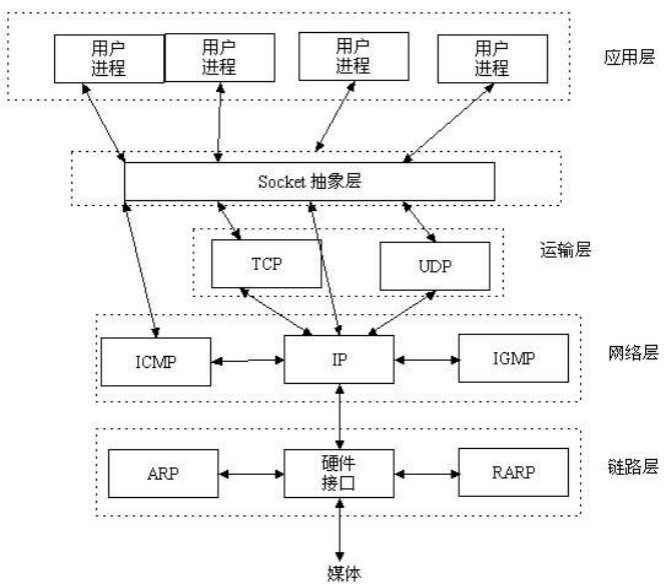 用户 用户 用户 用户
进程 进程 进程 进程
应用层
Socket 抽象层
TCP
UDP
运输层
ICMP
IP
IGMP
网络层
ARP
硬件
接口
RARP
链路层
媒体